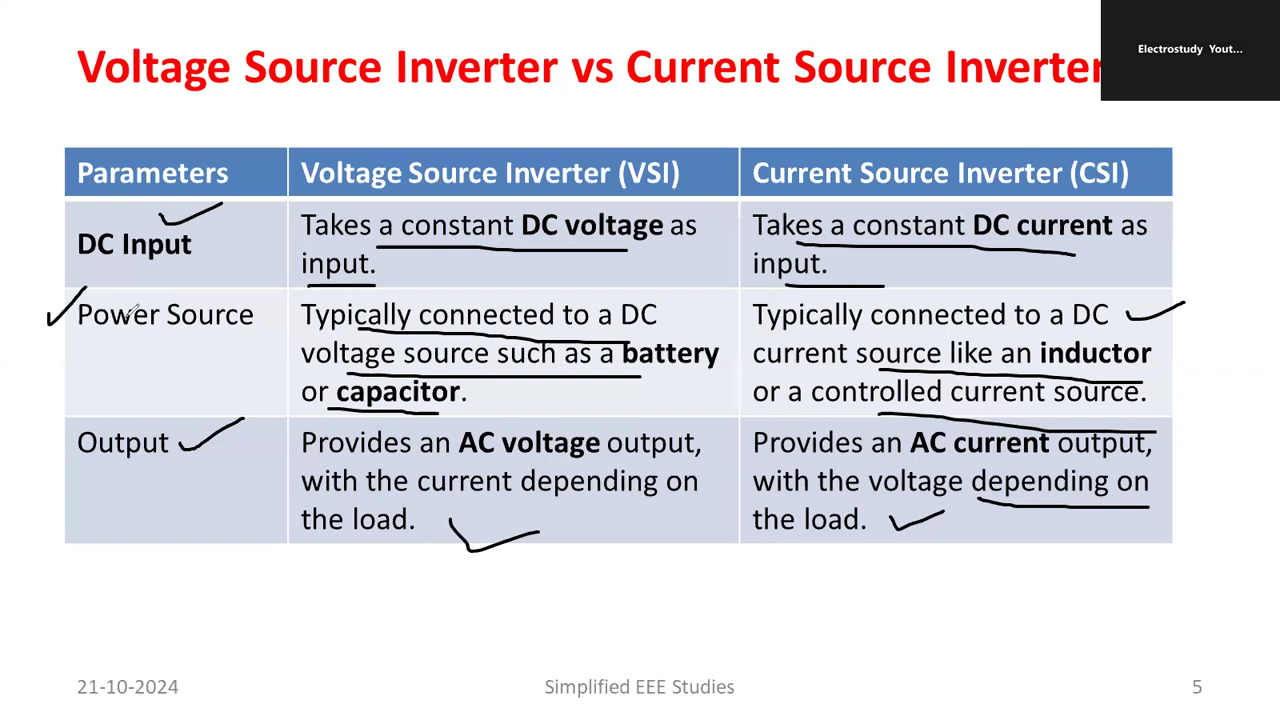 Voltage Source Inverter vs Current Source Inverter
Electrostudy Yout...
Parameters
Voltage Source Inverter (VSI)
Current Source Inverter (CSI)
DC Input
Takes a constant DC voltage as
input.
Takes a constant DC current as
input.
Power Source
Typically connected to a DC
voltage source such as a battery
or capacitor.
Typically connected to a DC
current source like an inductor
or a controlled current source.
Output
Provides an AC voltage output,
with the current depending on
the load.
Provides an AC current output,
with the voltage depending on
the load.
21-10-2024
Simplified EEE Studies
5